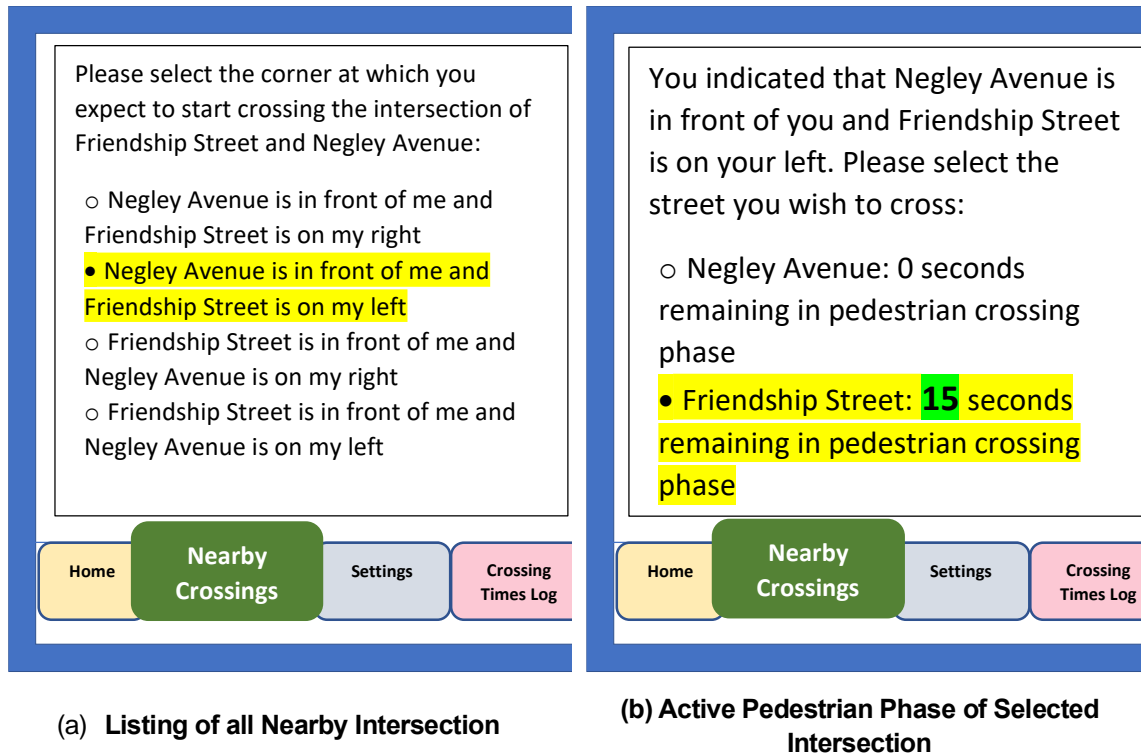 Please select the corner at which you
expect to start crossing the intersection of
Friendship Street and Negley Avenue:
○ Negley Avenue is in front of me and
Friendship Street is on my right
• Negley Avenue is in front of me and
Friendship Street is on my left
○ Friendship Street is in front of me and
Negley Avenue is on my right
○ Friendship Street is in front of me and
Negley Avenue is on my left
Home
Nearby
Crossings
Settings
Crossing
Times Log
(a) Listing of all Nearby Intersection
You indicated that Negley Avenue is
in front of you and Friendship Street
is on your left. Please select the
street you wish to cross:
○ Negley Avenue: 0 seconds
remaining in pedestrian crossing
phase
• Friendship Street: 15 seconds
remaining in pedestrian crossing
phase
Home
Nearby
Crossings
Settings
Crossing
Times Log
(b) Active Pedestrian Phase of Selected
Intersection